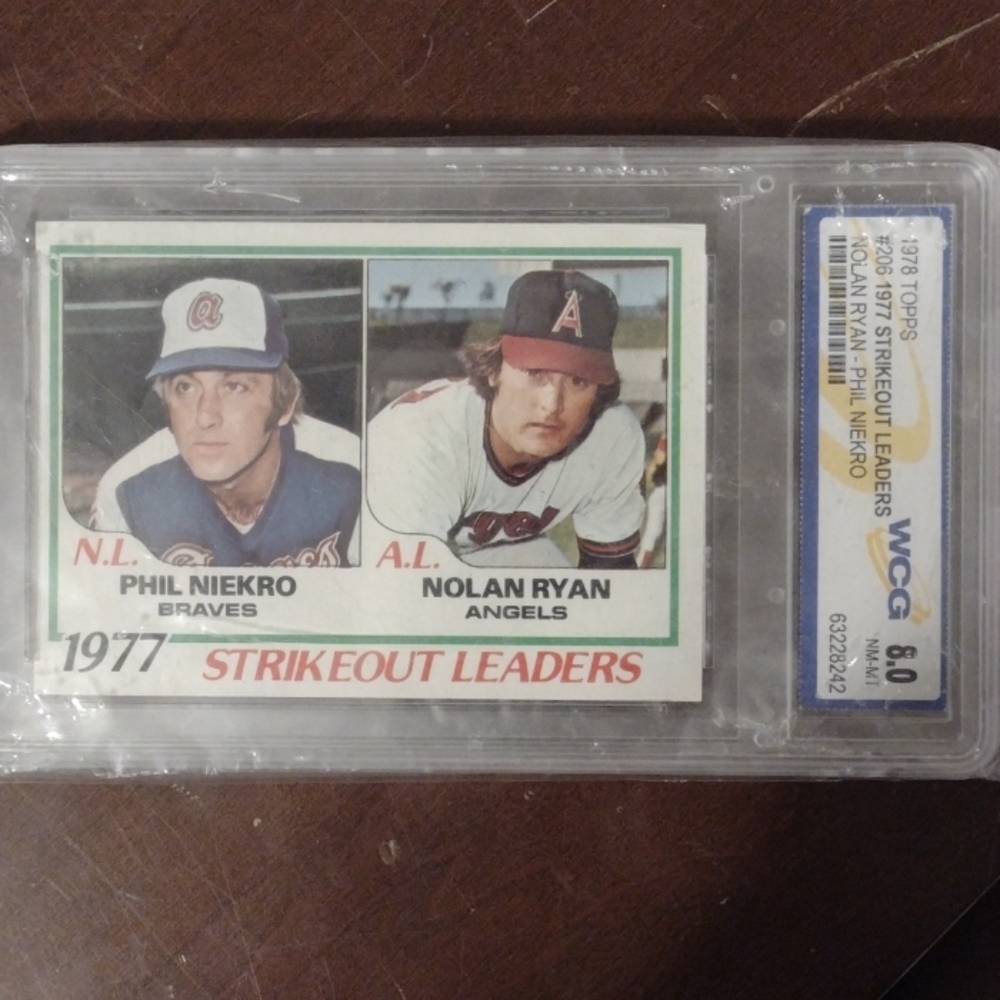 a
A
N.L.
PHIL NIEKRO
BRAVES
A.L.
NOLAN RYAN
ANGELS
1977
STRIKEOUT LEADERS
1978 TOPPS
#206 1977 STRIKEOUT LEADERS
NOLAN RYAN - PHIL NIEKRO
WCG
8.0
NM-MT
63228242